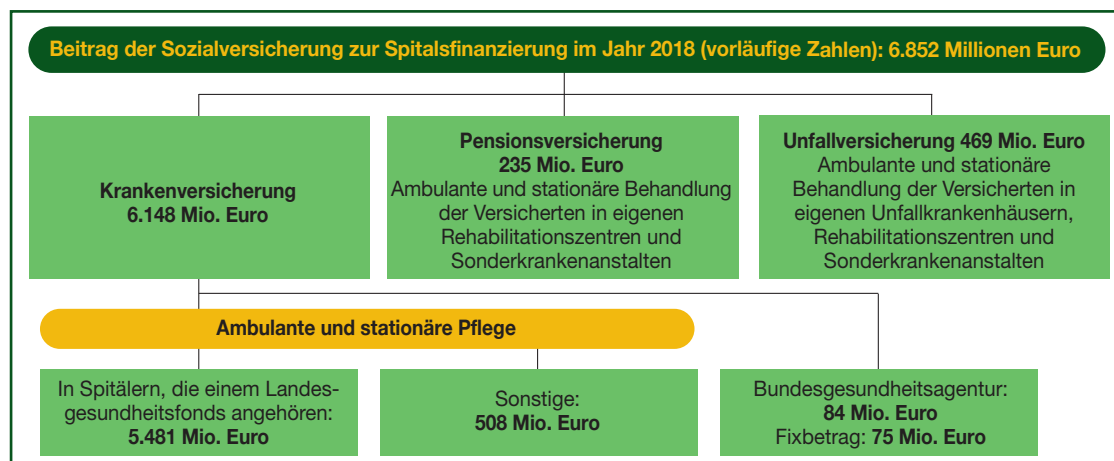 Beitrag der Sozialversicherung zur Spitalsfinanzierung im Jahr 2018 (vorläufige Zahlen): 6.852 Millionen Euro
Krankenversicherung
6.148 Mio. Euro
Pensionsversicherung
235 Mio. Euro
Ambulante und stationäre Behandlung
der Versicherten in eigenen
Rehabilitationszentren und
Sonderkrankenanstalten
Unfallversicherung 469 Mio. Euro
Ambulante und stationäre
Behandlung der Versicherten in
eigenen Unfallkrankenhäusern,
Rehabilitationszentren und
Sonderkrankenanstalten
Ambulante und stationäre Pflege
In Spitälern, die einem Landes-
gesundheitsfonds angehören:
5.481 Mio. Euro
Sonstige:
508 Mio. Euro
Bundesgesundheitsagentur:
84 Mio. Euro
Fixbetrag: 75 Mio. Euro